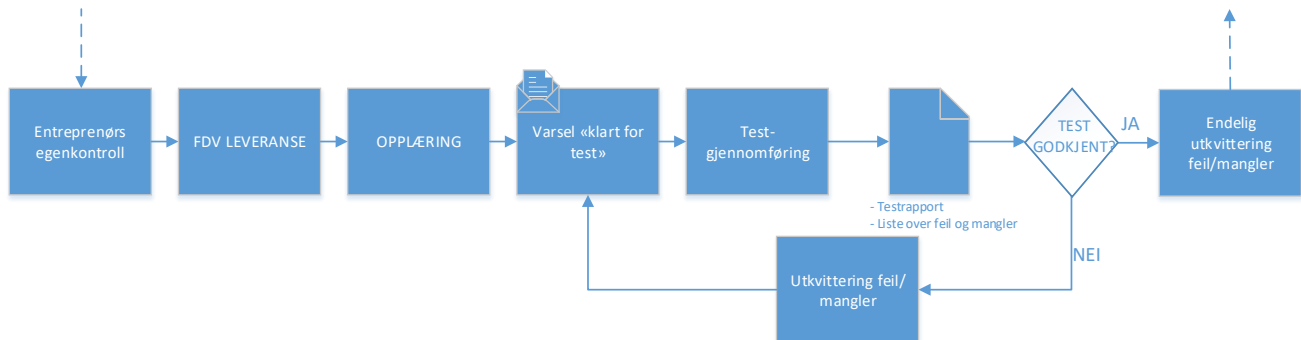 Entreprenørs
egenkontroll
FDV LEVERANSE
OPPLÆRING
Varsel «klart for
test»
Test-
gjennomføring
- Testrapport
- Liste over feil og mangler
TEST
GODKJENT?
JA
Endelig
utkvittering
feil/mangler
NEI
Utkvittering feil/
mangler